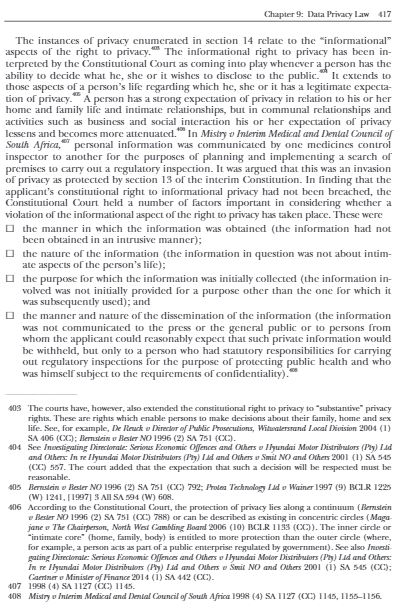 Chapter 9: Data Privacy Law 417
The instances of privacy enumerated in section 14 relate to the “informational”
aspects of the right to privacy.403 The informational right to privacy has been in-
terpreted by the Constitutional Court as coming into play whenever a person has the
ability to decide what he, she or it wishes to disclose to the public.404 It extends to
those aspects of a person’s life regarding which he, she or it has a legitimate expecta-
tion of privacy.405 A person has a strong expectation of privacy in relation to his or her
home and family life and intimate relationships, but in communal relationships and
activities such as business and social interaction his or her expectation of privacy
lessens and becomes more attenuated.406 In Mistry v Interim Medical and Dental Council of
South Africa,407 personal information was communicated by one medicines control
inspector to another for the purposes of planning and implementing a search of
premises to carry out a regulatory inspection. It was argued that this was an invasion
of privacy as protected by section 13 of the interim Constitution. In finding that the
applicant’s constitutional right to informational privacy had not been breached, the
Constitutional Court held a number of factors important in considering whether a
violation of the informational aspect of the right to privacy has taken place. These were
□ the manner in which the information was obtained (the information had not
been obtained in an intrusive manner);
□ the nature of the information (the information in question was not about intim-
ate aspects of the person’s life);
□ the purpose for which the information was initially collected (the information in-
volved was not initially provided for a purpose other than the one for which it
was subsequently used); and
□ the manner and nature of the dissemination of the information (the information
was not communicated to the press or the general public or to persons from
whom the applicant could reasonably expect that such private information would
be withheld, but only to a person who had statutory responsibilities for carrying
out regulatory inspections for the purpose of protecting public health and who
was himself subject to the requirements of confidentiality).408
403 The courts have, however, also extended the constitutional right to privacy to “substantive” privacy
rights. These are rights which enable persons to make decisions about their family, home and sex
life. See, for example, De Reuck v Director of Public Prosecutions, Witwatersrand Local Division 2004 (1)
SA 406 (CC); Bernstein v Bester NO 1996 (2) SA 751 (CC).
404 See Investigating Directorate: Serious Economic Offences and Others v Hyundai Motor Distributors (Pty) Ltd
and Others: In re Hyundai Motor Distributors (Pty) Ltd and Others v Smit NO and Others 2001 (1) SA 545
(CC) 557. The court added that the expectation that such a decision will be respected must be
reasonable.
405 Bernstein v Bester NO 1996 (2) SA 751 (CC) 792; Protea Technology Ltd v Wainer 1997 (9) BCLR 1225
(W) 1241, [1997] 3 All SA 594 (W) 608.
406 According to the Constitutional Court, the protection of privacy lies along a continuum (Bernstein
v Bester NO 1996 (2) SA 751 (CC) 788) or can be described as existing in concentric circles (Maga-
jane v The Chairperson, North West Gambling Board 2006 (10) BCLR 1133 (CC)). The inner circle or
“intimate core” (home, family, body) is entitled to more protection than the outer circle (where,
for example, a person acts as part of a public enterprise regulated by government). See also Investi-
gating Directorate: Serious Economic Offences and Others v Hyundai Motor Distributors (Pty) Ltd and Others:
In re Hyundai Motor Distributors (Pty) Ltd and Others v Smit NO and Others 2001 (1) SA 545 (CC);
Gaertner v Minister of Finance 2014 (1) SA 442 (CC).
407 1998 (4) SA 1127 (CC) 1145.
408 Mistry v Interim Medical and Dental Council of South Africa 1998 (4) SA 1127 (CC) 1145, 1155–1156.